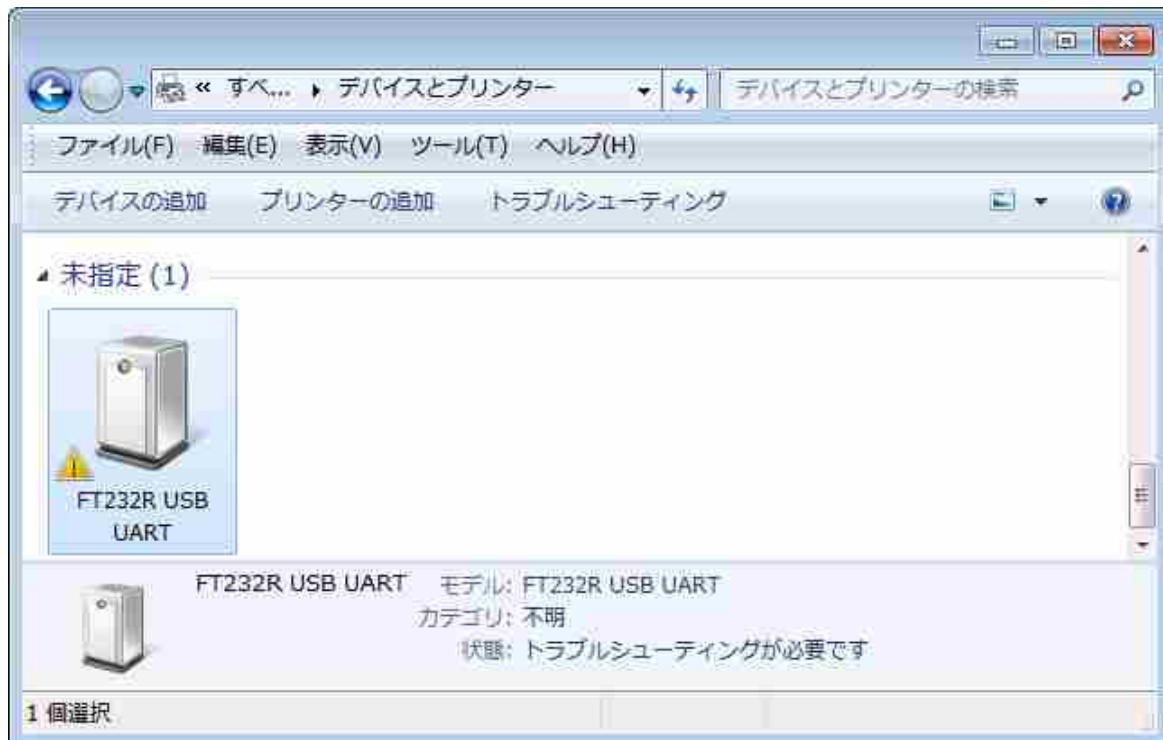 « すべ... ▸ デバイスとプリンター デバイスとプリンターの検索
ファイル(F) 編集(E) 表示(V) ツール(T) ヘルプ(H)
デバイスの追加 プリンターの追加 トラブルシューティング
未指定 (1)
FT232R USB
UART
FT232R USB UART モデル: FT232R USB UART
カテゴリ: 不明
状態: トラブルシューティングが必要です
1 個選択